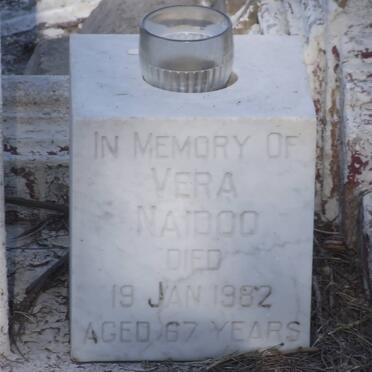 IN MEMORY OF
VERA
NAIDOO
DIED
19 JAN 1982
AGED 67 YEARS